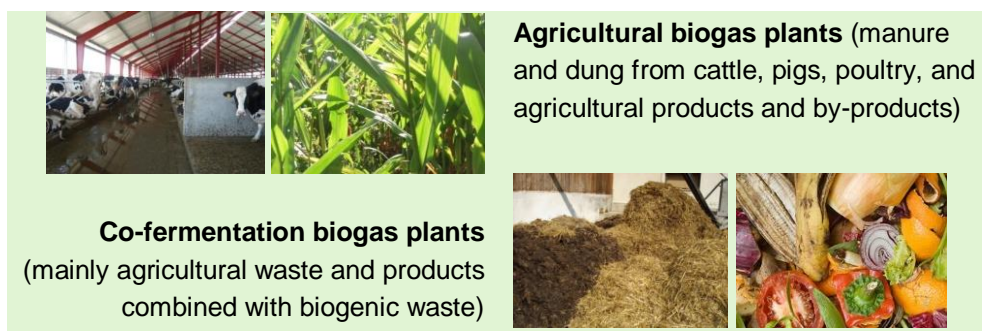 Agricultural biogas plants (manure
and dung from cattle, pigs, poultry, and
agricultural products and by-products)
Co-fermentation biogas plants
(mainly agricultural waste and products
combined with biogenic waste)